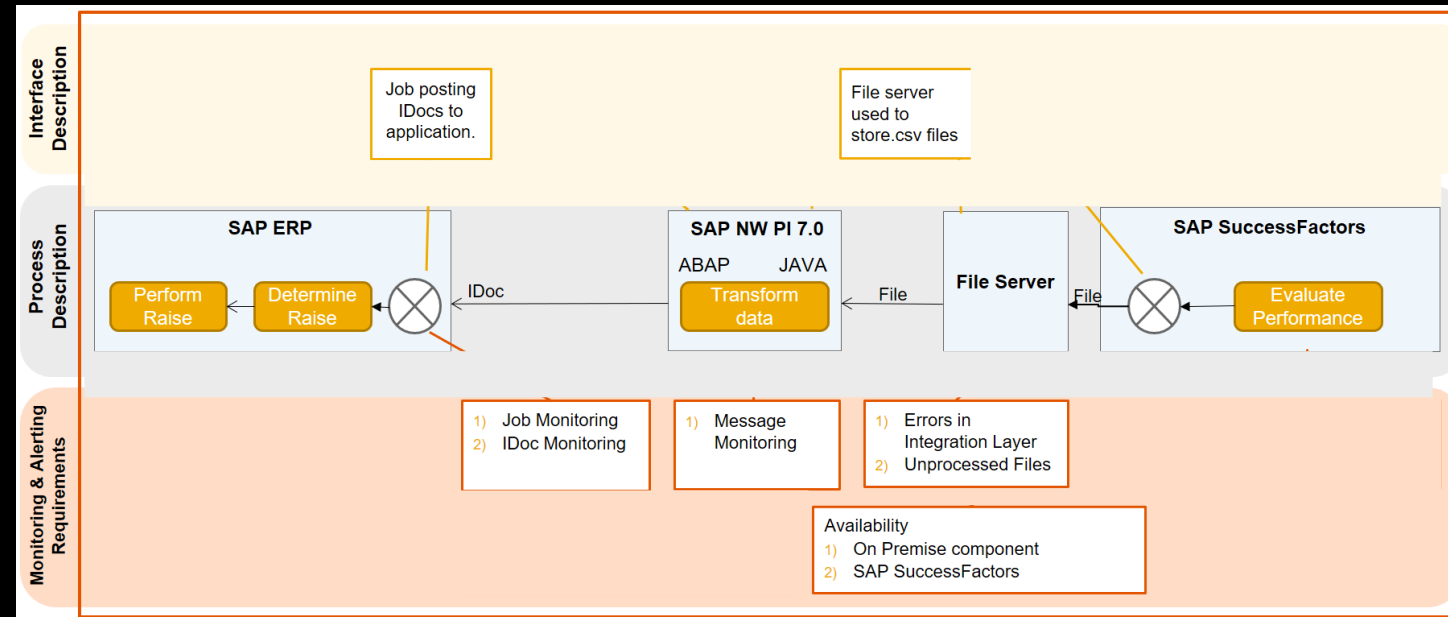 Interface
Description
Job posting
IDocs to
application.
File server
used to
store.csv files
Process
Description
SAP ERP
Perform
Raise
Determine
Raise
IDoc
SAP NW PI 7.0
ABAP JAVA
Transform
data
File
File Server
File
SAP SuccessFactors
Evaluate
Performance
Monitoring & Alerting
Requirements
1) Job Monitoring
2) IDoc Monitoring
1) Message
Monitoring
1) Errors in
Integration Layer
2) Unprocessed Files
Availability
1) On Premise component
2) SAP SuccessFactors